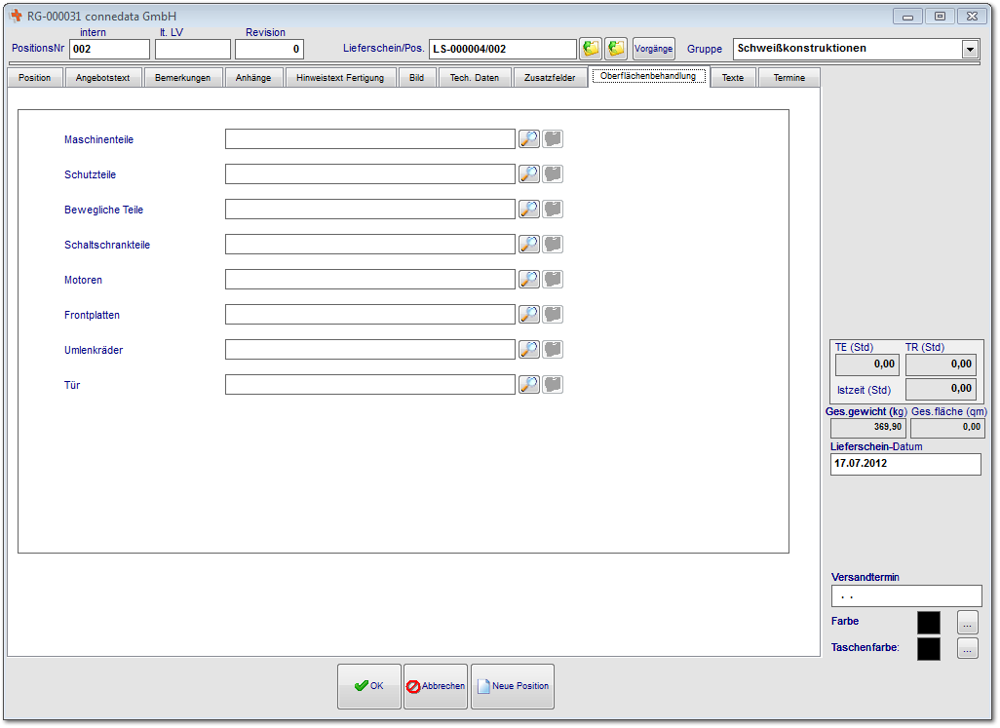 RG-000031 connedata GmbH
intern lt. LV Revision
PositionsNr 002 0 Lieferschein/Pos. LS-000004/002 Vorgänge Gruppe Schweißkonstruktionen
Position Angebotstext Bemerkungen Anhänge Hinweistext Fertigung Bild Tech. Daten Zusatzfelder Oberflächenbehandlung Texte Termine
Maschinenteile
Schutzteile
Bewegliche Teile
Schaltschrankteile
Motoren
Frontplatten
Umlenkräder
Tür
TE (Std) TR (Std)
0,00 0,00
Istzeit (Std) 0,00
Ges.gewicht (kg) Ges.fläche (qm)
369,90 0,00
Lieferschein-Datum
17.07.2012
Versandtermin
. .
Farbe ...
Taschenfarbe: ...
OK Abbrechen Neue Position